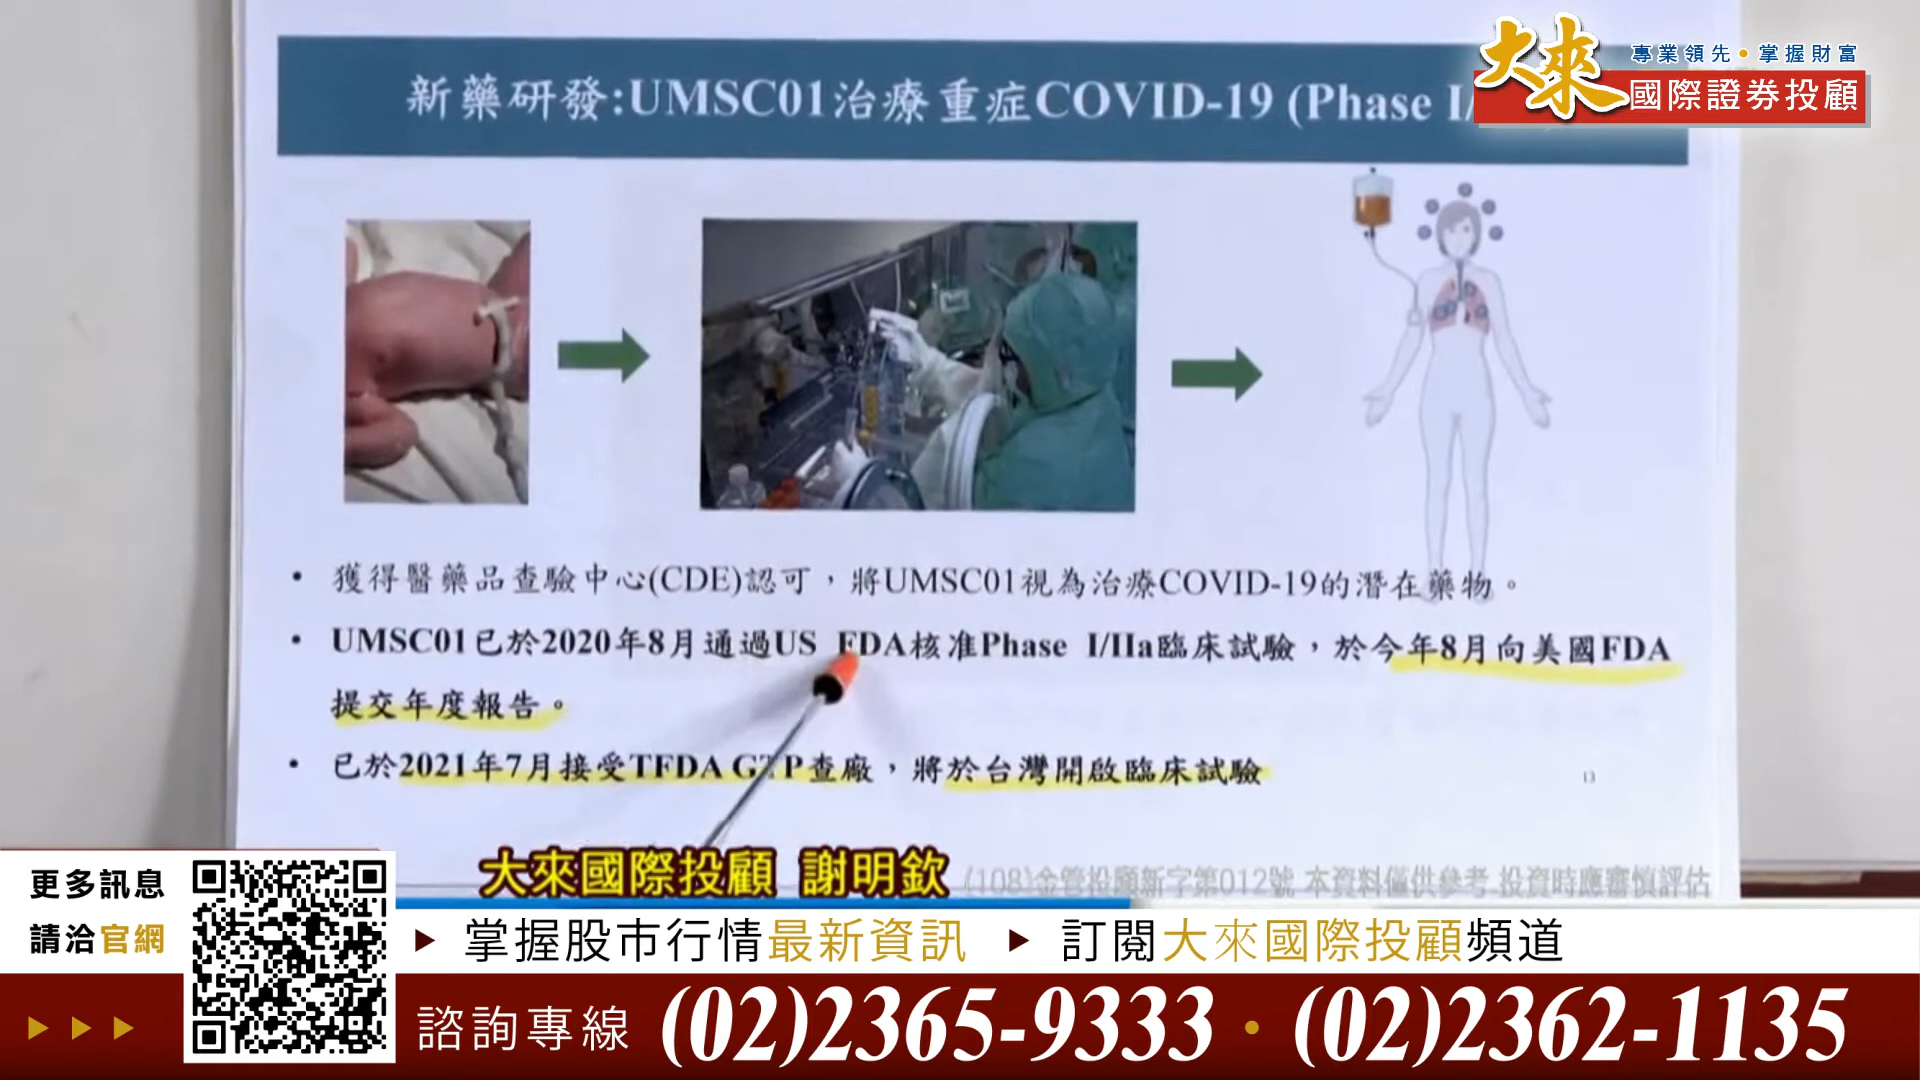 新藥研發:UMSC01治療重症COVID-19 (Phase I/
大來
專業領先•掌握財富
國際證券投顧
• 獲得醫藥品查驗中心(CDE)認可，將UMSC01視為治療COVID-19的潛在藥物。
• UMSC01已於2020年8月通過US FDA核准Phase I/IIa臨床試驗，於今年8月向美國FDA
提交年度報告。
• 已於2021年7月接受TFDA GTP查廠，將於台灣開啟臨床試驗
13
大來國際投顧 謝明欽
(108)金管投顧新字第012號 本資料僅供參考 投資時應審慎評估
更多訊息
請洽官網
掌握股市行情最新資訊
訂閱大來國際投顧頻道
諮詢專線 (02)2365-9333 • (02)2362-1135